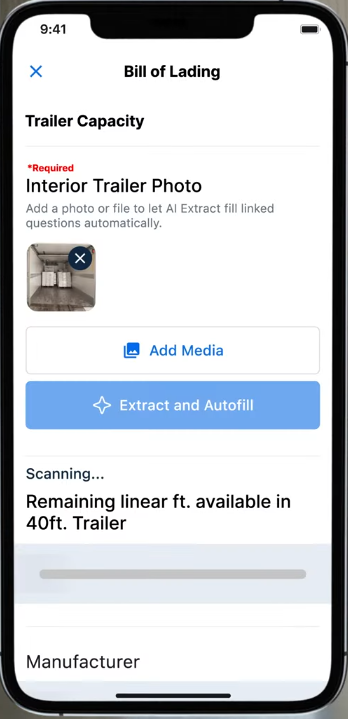 9:41
Bill of Lading
Trailer Capacity
*Required
Interior Trailer Photo
Add a photo or file to let AI Extract fill linked
questions automatically.
Add Media
Extract and Autofill
Scanning...
Remaining linear ft. available in
40ft. Trailer
Manufacturer